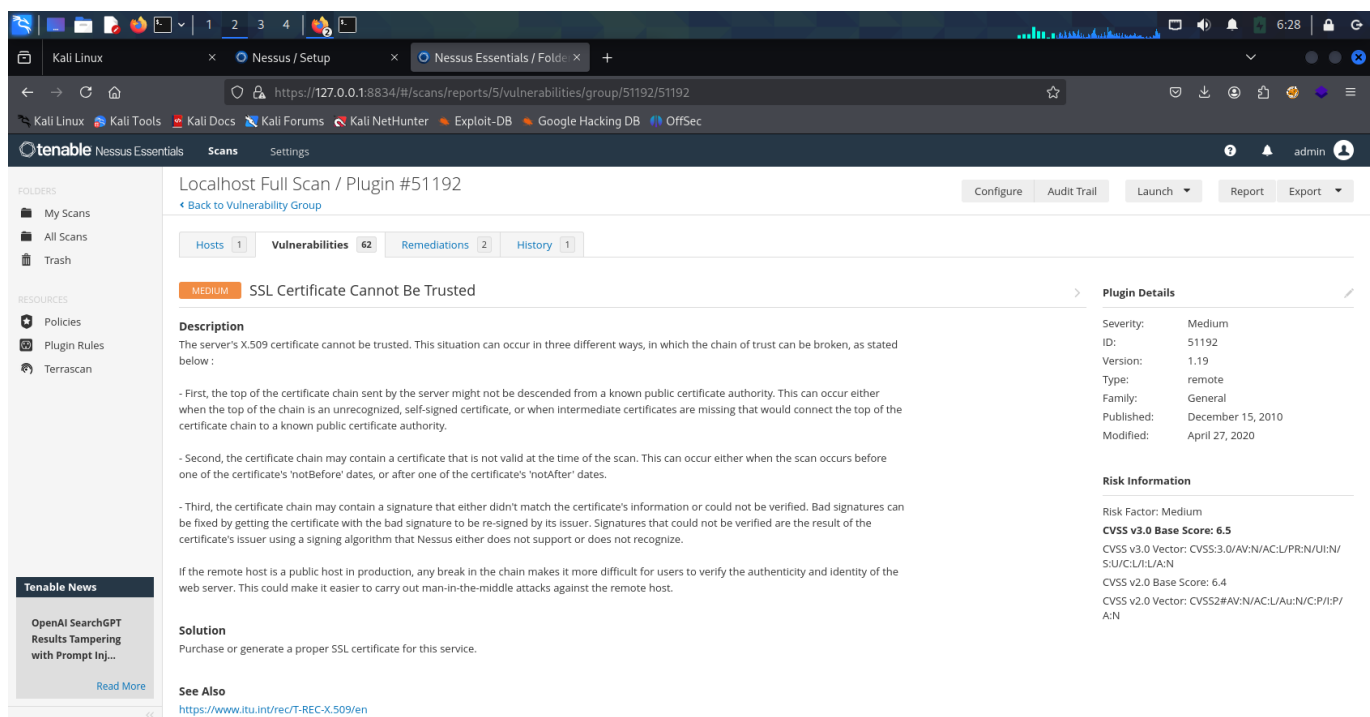 1 2 3 4 2 6:28
Kali Linux × Nessus / Setup × Nessus Essentials / Folde × +
https://127.0.0.1:8834/#/scans/reports/5/vulnerabilities/group/51192/51192
Kali Linux Kali Tools Kali Docs Kali Forums Kali NetHunter Exploit-DB Google Hacking DB OffSec
tenable Nessus Essentials Scans Settings admin
FOLDERS
My Scans
All Scans
Trash
RESOURCES
Policies
Plugin Rules
Terrascan
Tenable News
OpenAI SearchGPT
Results Tampering
with Prompt Inj...
Read More
Localhost Full Scan / Plugin #51192
Back to Vulnerability Group
Configure Audit Trail Launch Report Export
Hosts 1 Vulnerabilities 62 Remediations 2 History 1
MEDIUM SSL Certificate Cannot Be Trusted
Description
The server's X.509 certificate cannot be trusted. This situation can occur in three different ways, in which the chain of trust can be broken, as stated
below :
- First, the top of the certificate chain sent by the server might not be descended from a known public certificate authority. This can occur either
when the top of the chain is an unrecognized, self-signed certificate, or when intermediate certificates are missing that would connect the top of the
certificate chain to a known public certificate authority.
- Second, the certificate chain may contain a certificate that is not valid at the time of the scan. This can occur either when the scan occurs before
one of the certificate's 'notBefore' dates, or after one of the certificate's 'notAfter' dates.
- Third, the certificate chain may contain a signature that either didn't match the certificate's information or could not be verified. Bad signatures can
be fixed by getting the certificate with the bad signature to be re-signed by its issuer. Signatures that could not be verified are the result of the
certificate's issuer using a signing algorithm that Nessus either does not support or does not recognize.
If the remote host is a public host in production, any break in the chain makes it more difficult for users to verify the authenticity and identity of the
web server. This could make it easier to carry out man-in-the-middle attacks against the remote host.
Solution
Purchase or generate a proper SSL certificate for this service.
See Also
https://www.itu.int/rec/T-REC-X.509/en
Plugin Details
Severity: Medium
ID: 51192
Version: 1.19
Type: remote
Family: General
Published: December 15, 2010
Modified: April 27, 2020
Risk Information
Risk Factor: Medium
CVSS v3.0 Base Score: 6.5
CVSS v3.0 Vector: CVSS:3.0/AV:N/AC:L/PR:N/UI:N/
S:U/C:L/I:L/A:N
CVSS v2.0 Base Score: 6.4
CVSS v2.0 Vector: CVSS2#AV:N/AC:L/Au:N/C:P/I:P/
A:N